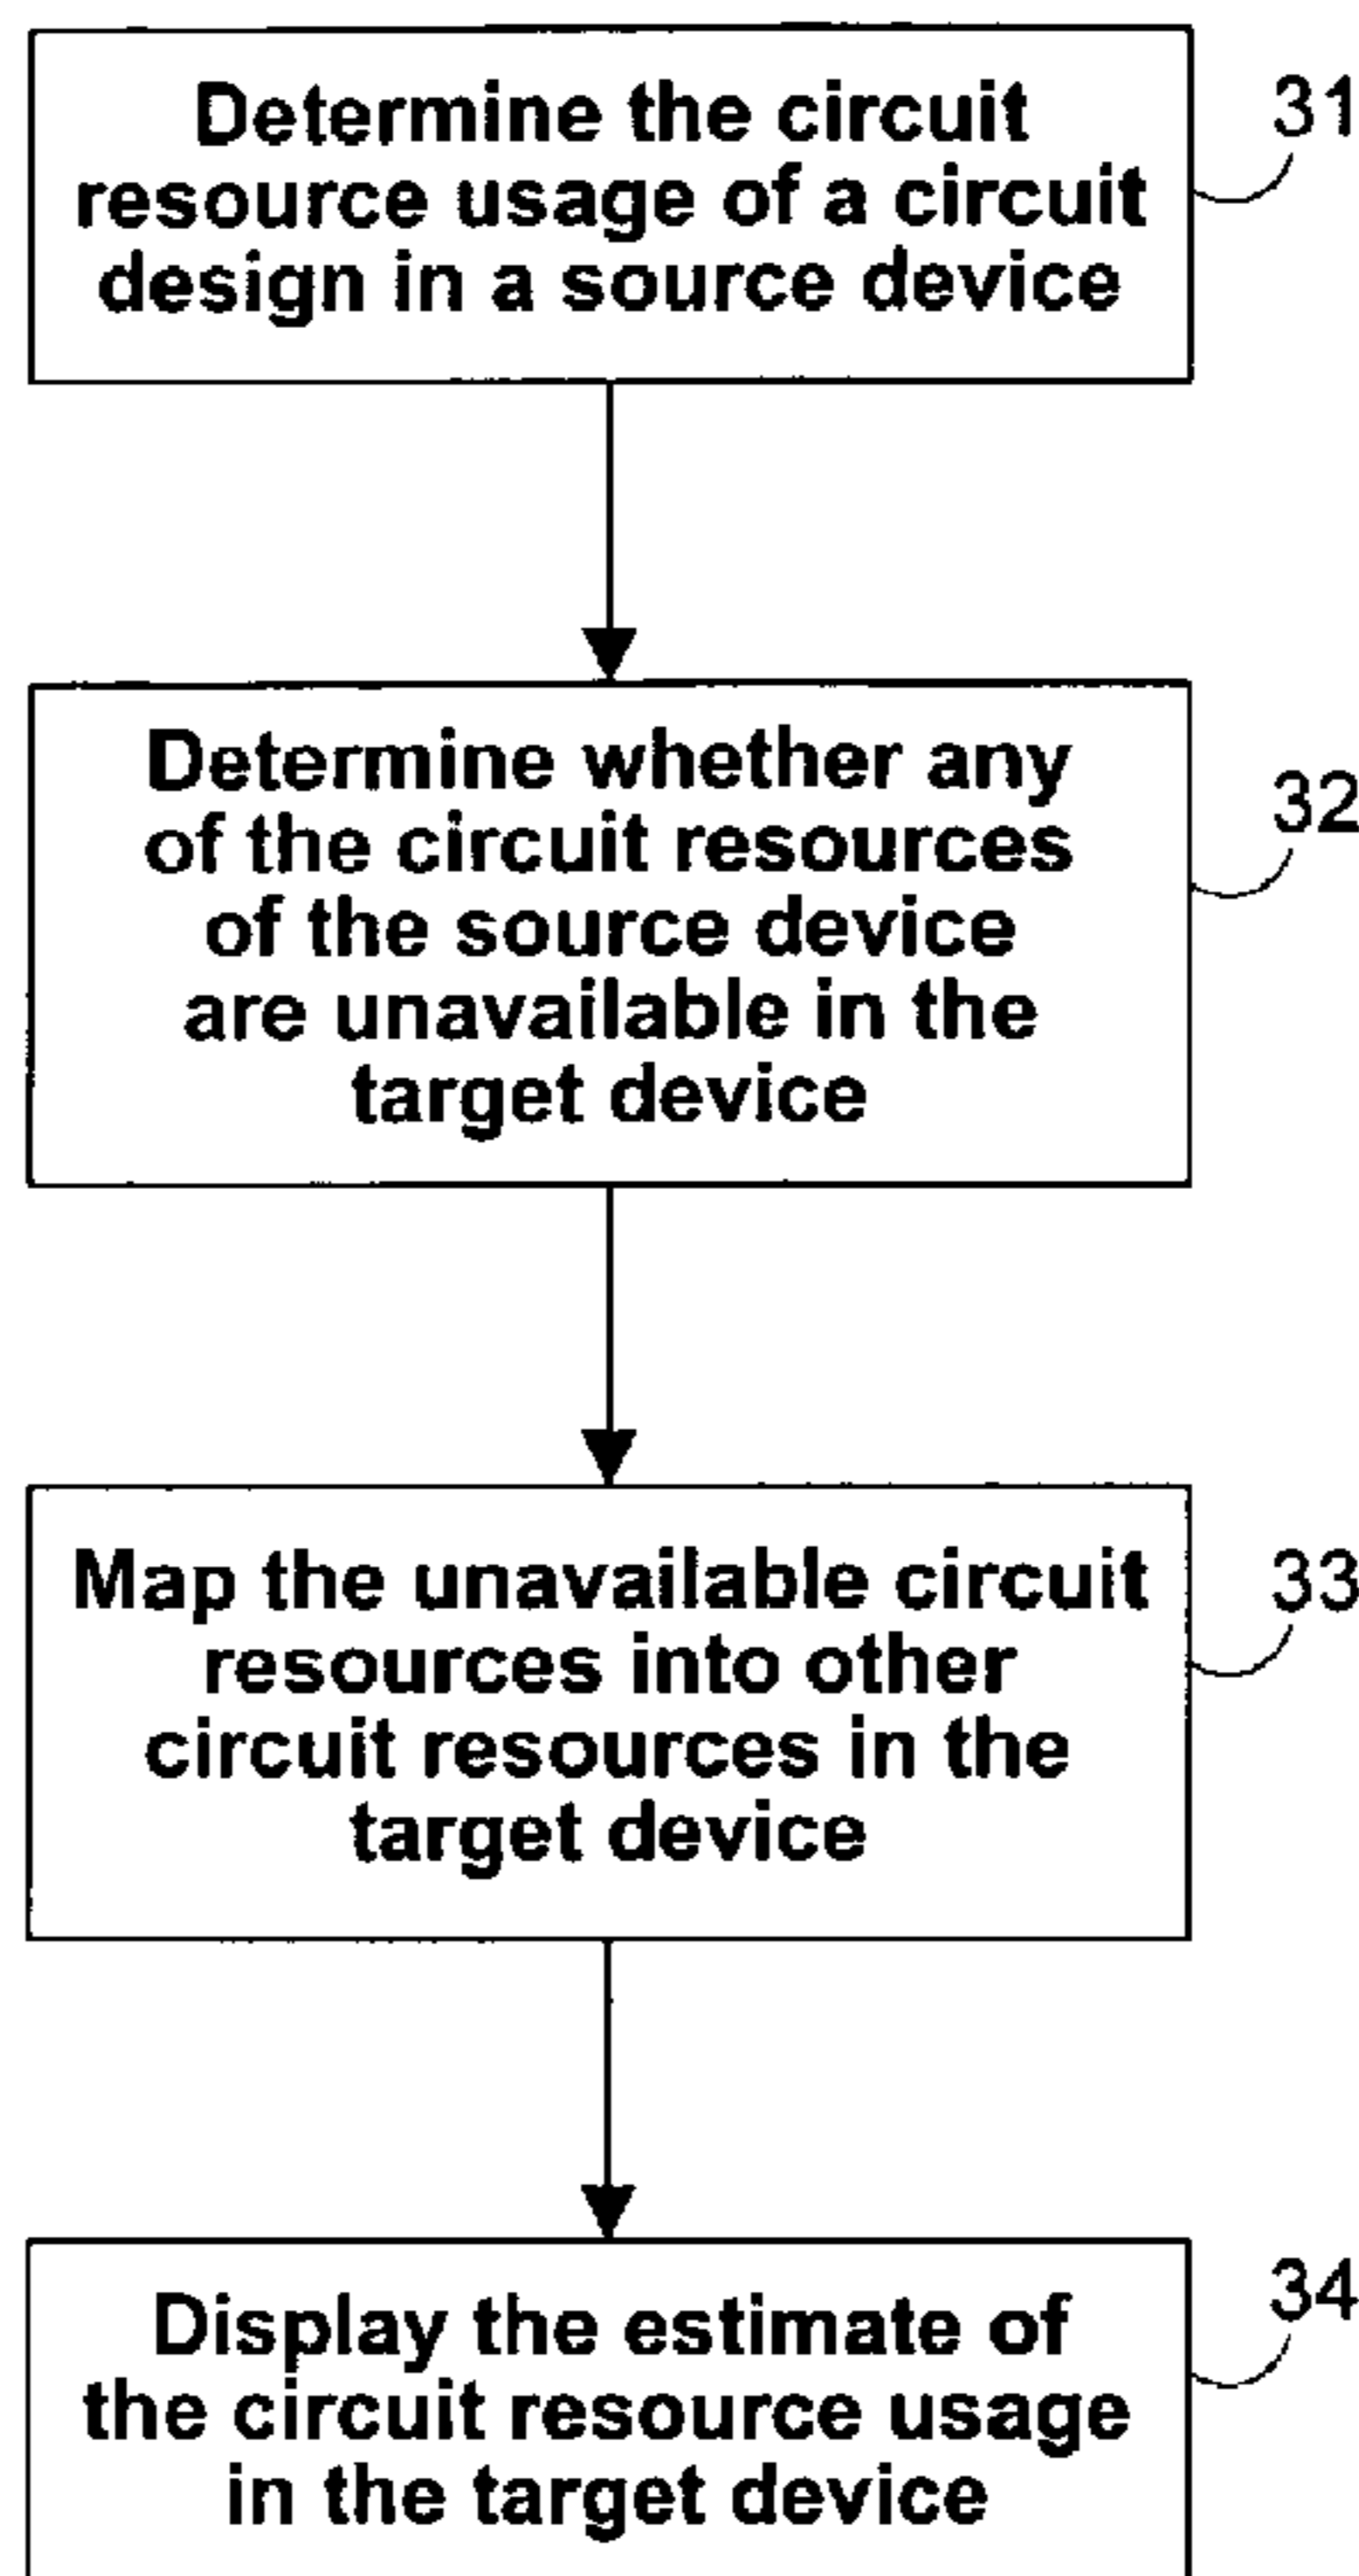 Determine the circuit
resource usage of a circuit
design in a source device
31
Determine whether any
of the circuit resources
of the source device
are unavailable in the
target device
32
Map the unavailable circuit
resources into other
circuit resources in the
target device
33
Display the estimate of
the circuit resource usage
in the target device
34